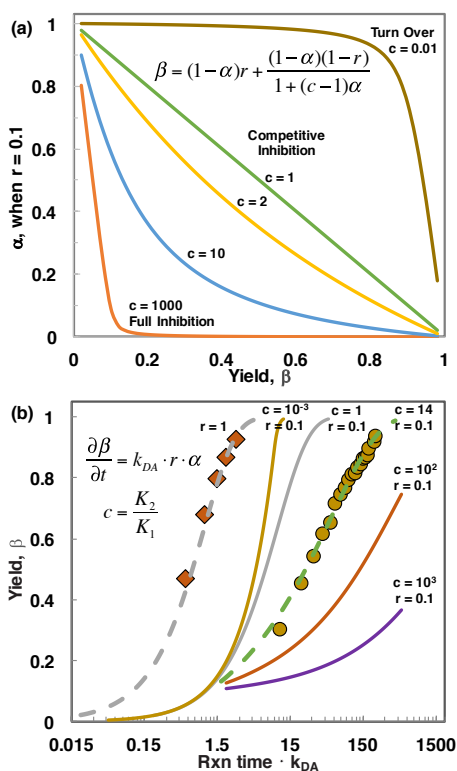 (a)
1
0.8
0.6
0.4
0.2
0
α, when r = 0.1
Turn Over
c = 0.01
β = (1−α)r + (1−α)(1−r) / 1+(c−1)α
Competitive
Inhibition
c = 1
c = 2
c = 10
c = 1000
Full Inhibition
0 0.2 0.4 0.6 0.8 1
Yield, β
(b)
1
0.8
0.6
0.4
0.2
0
Yield, β
∂β/∂t = k_DA · r · α
c = K_2/K_1
r = 1
c = 10⁻³
r = 0.1
c = 1
r = 0.1
c = 14
r = 0.1
c = 10²
r = 0.1
c = 10³
r = 0.1
0.015 0.15 1.5 15 150 1500
Rxn time · k_DA